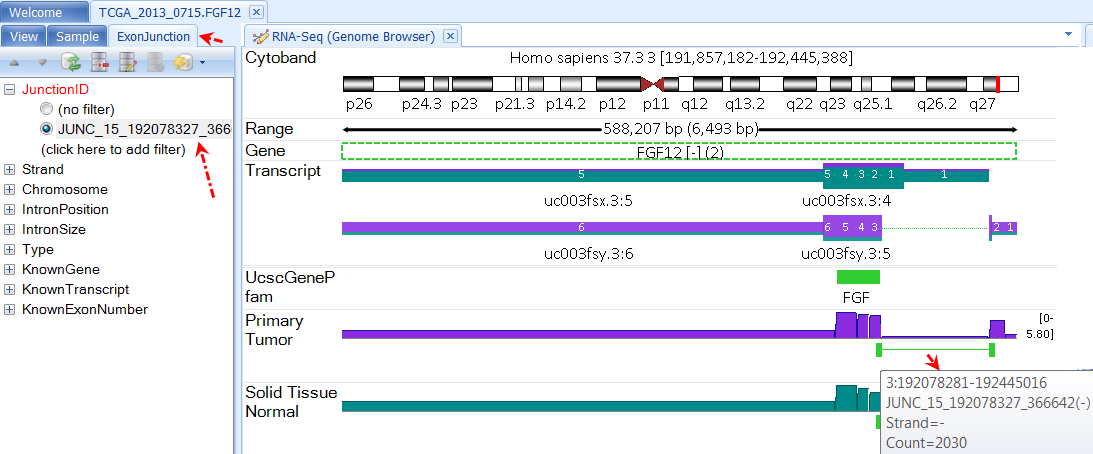 Welcome
TCGA_2013_0715.FGF12
View
Sample
ExonJunction
JunctionID
(no filter)
JUNC_15_192078327_366
(click here to add filter)
Strand
Chromosome
IntronPosition
IntronSize
Type
KnownGene
KnownTranscript
KnownExonNumber
RNA-Seq (Genome Browser)
Cytoband
Homo sapiens 37.3 3 [191,857,182-192,445,388]
p26 p24.3 p23 p21.3 p14.2 p12 p11 q12 q13.2 q22 q23 q25.1 q26.2 q27
Range
588,207 bp (6,493 bp)
Gene
FGF12 [-] (2)
Transcript
5 5 4 3 2 1 1
uc003fsx.3:5 uc003fsx.3:4
6 6 5 4 3 2 1
uc003fsy.3:6 uc003fsy.3:5
UcscGeneP
fam
FGF
Primary
Tumor
[0-
5.80]
Solid Tissue
Normal
3:192078281-192445016
JUNC_15_192078327_366642(-)
Strand=-
Count=2030